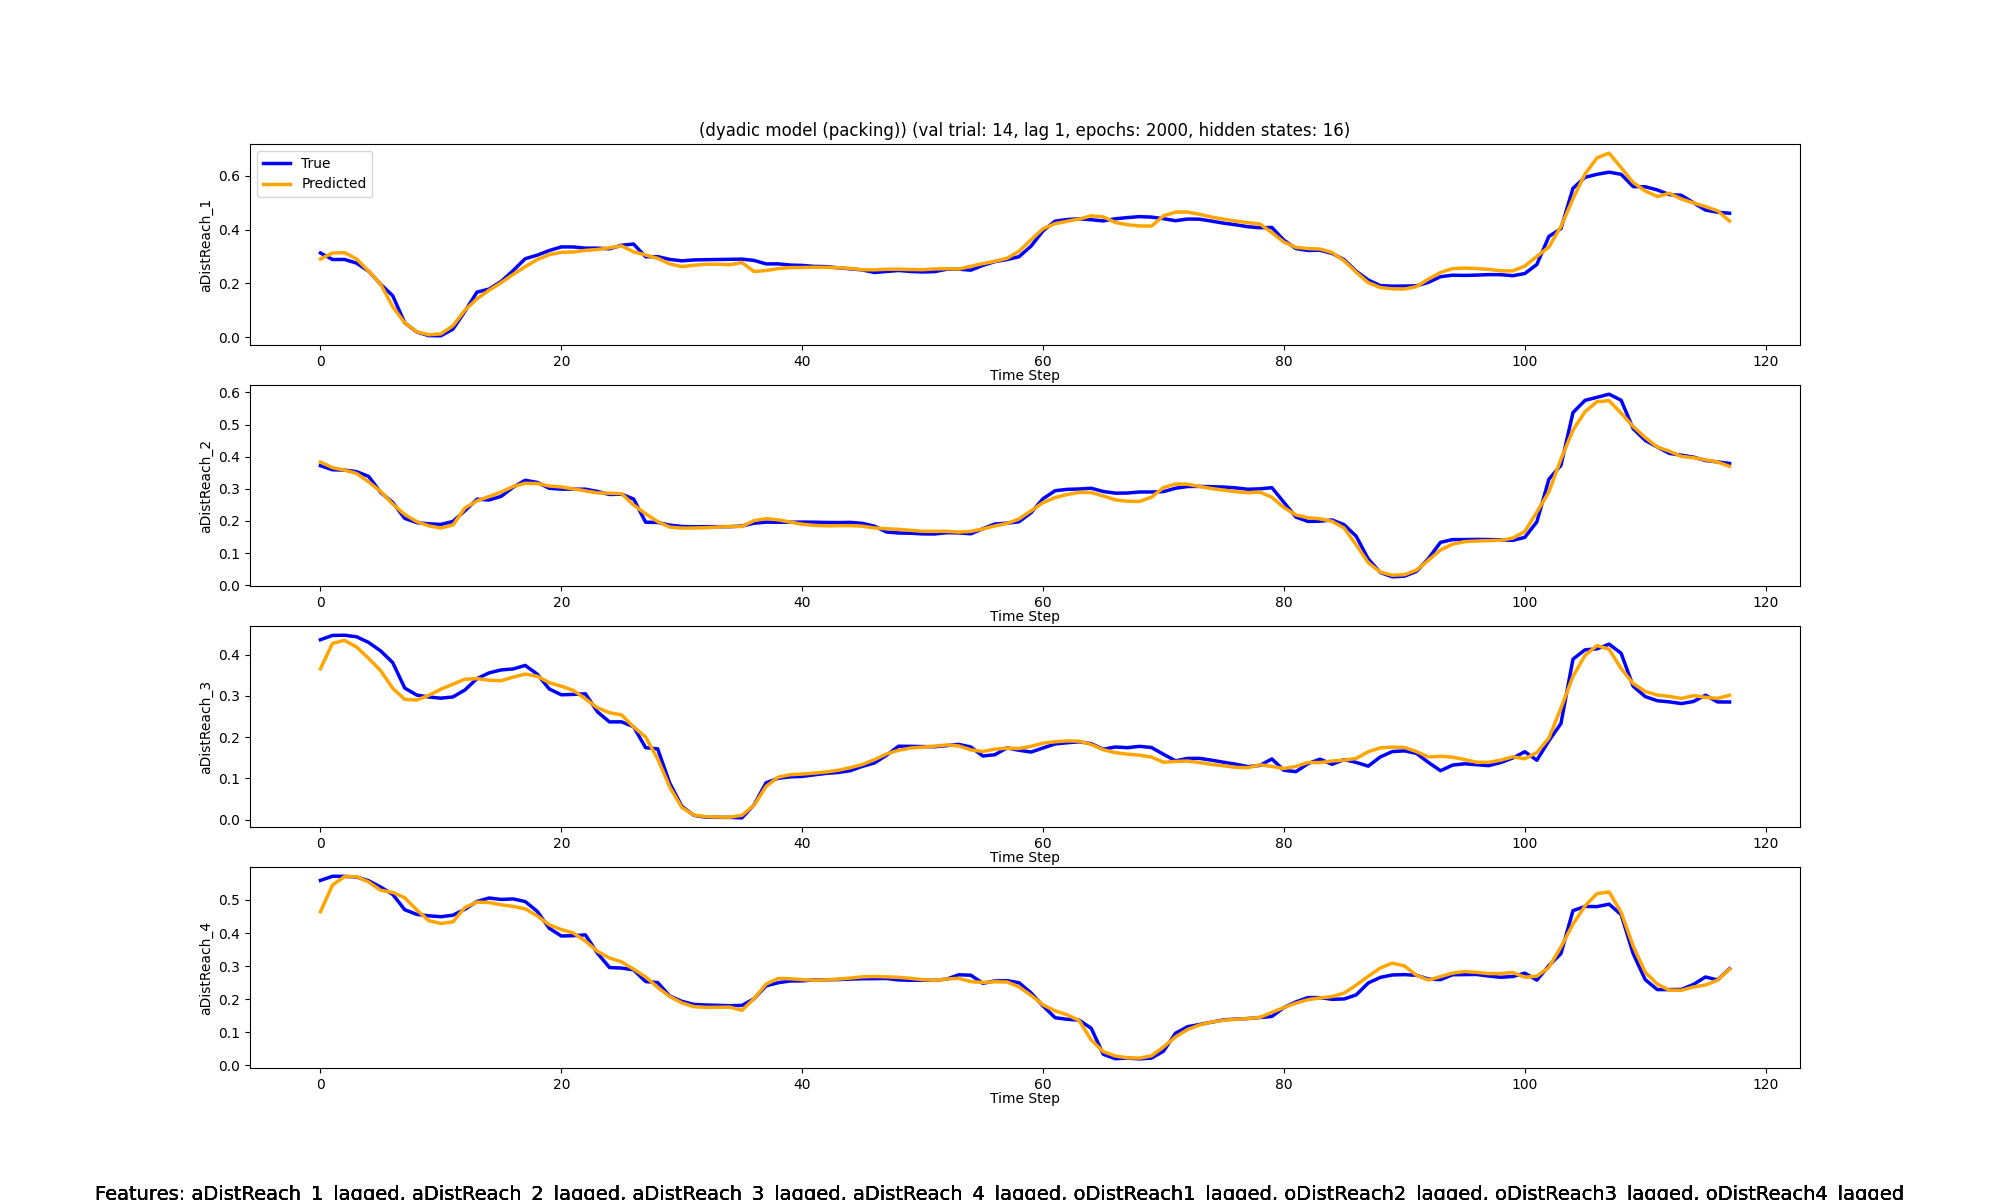 (dyadic model (packing)) (val trial: 14, lag 1, epochs: 2000, hidden states: 16)
True
Predicted
aDistReach_1
0.6
0.4
0.2
0.0
0 20 40 60 80 100 120
Time Step
aDistReach_2
0.6
0.5
0.4
0.3
0.2
0.1
0.0
0 20 40 60 80 100 120
Time Step
aDistReach_3
0.4
0.3
0.2
0.1
0.0
0 20 40 60 80 100 120
Time Step
aDistReach_4
0.5
0.4
0.3
0.2
0.1
0.0
0 20 40 60 80 100 120
Time Step
Features: aDistReach_1_lagged, aDistReach_2_lagged, aDistReach_3_lagged, aDistReach_4_lagged, oDistReach1_lagged, oDistReach2_lagged, oDistReach3_lagged, oDistReach4_lagged